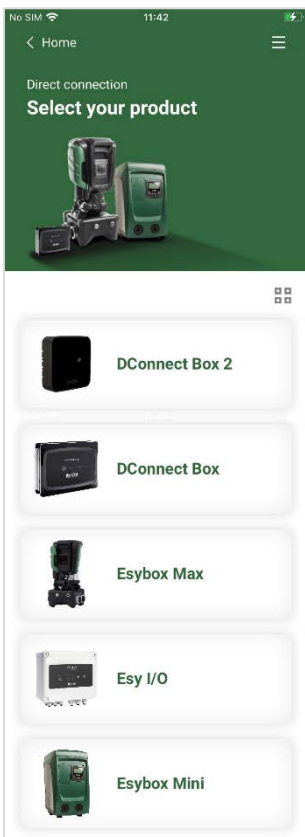 No SIM 11:42
Home
Direct connection
Select your product
DConnect Box 2
DConnect Box
Esybox Max
Esy I/O
Esybox Mini